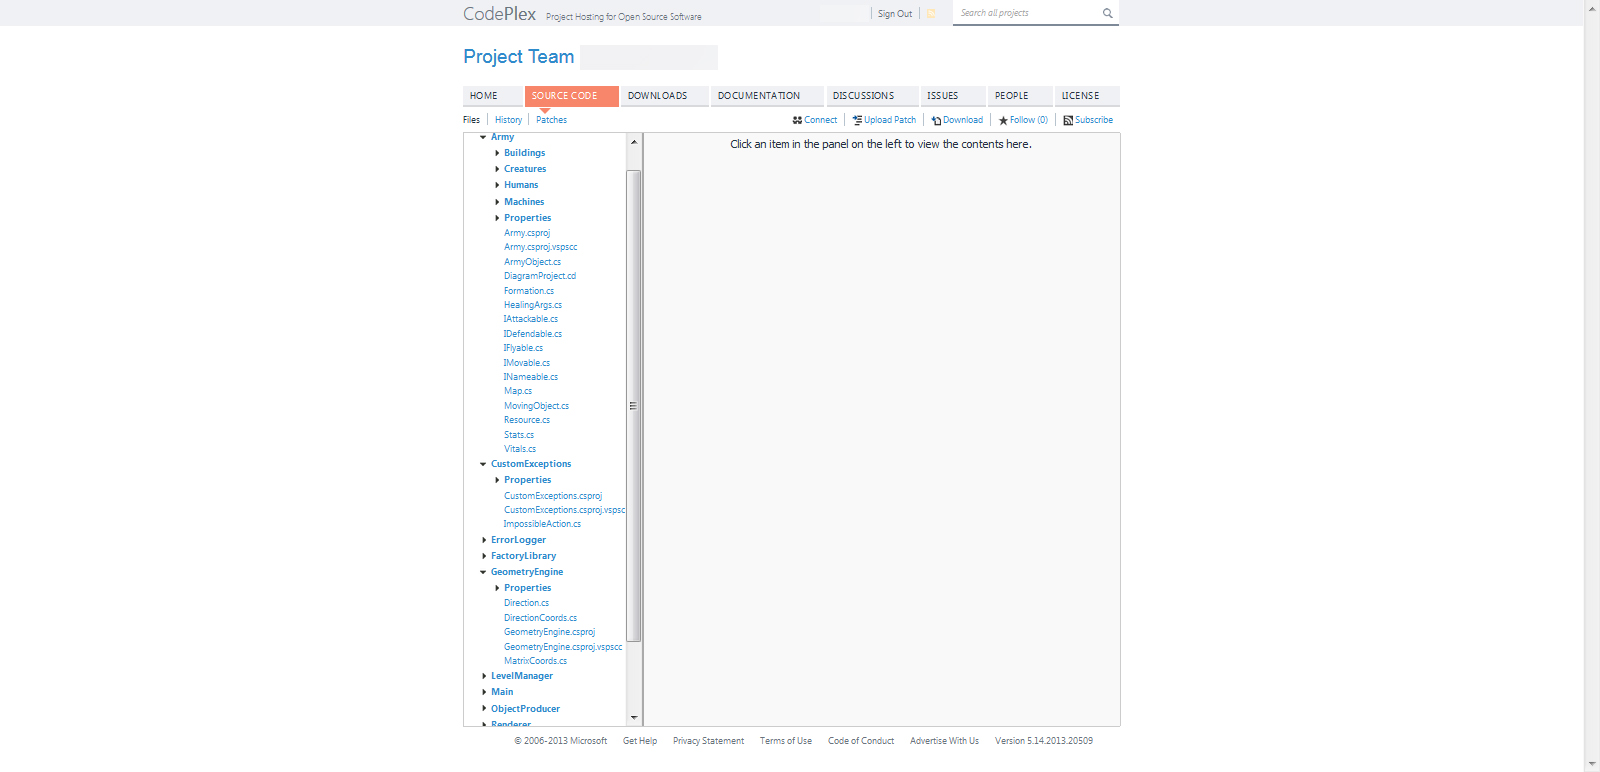 CodePlex Project Hosting for Open Source Software Sign Out Search all projects
Project Team
HOME SOURCE CODE DOWNLOADS DOCUMENTATION DISCUSSIONS ISSUES PEOPLE LICENSE
Files History Patches Connect Upload Patch Download Follow (0) Subscribe
Army
Buildings
Creatures
Humans
Machines
Properties
Army.csproj
Army.csproj.vspscc
ArmyObject.cs
DiagramProject.cd
Formation.cs
HealingArgs.cs
IAttackable.cs
IDefendable.cs
IFlyable.cs
IMovable.cs
INameable.cs
Map.cs
MovingObject.cs
Resource.cs
Stats.cs
Vitals.cs
CustomExceptions
Properties
CustomExceptions.csproj
CustomExceptions.csproj.vspsc
ImpossibleAction.cs
ErrorLogger
FactoryLibrary
GeometryEngine
Properties
Direction.cs
DirectionCoords.cs
GeometryEngine.csproj
GeometryEngine.csproj.vspscc
MatrixCoords.cs
LevelManager
Main
ObjectProducer
Renderer
Click an item in the panel on the left to view the contents here.
© 2006-2013 Microsoft Get Help Privacy Statement Terms of Use Code of Conduct Advertise With Us Version 5.14.2013.20509